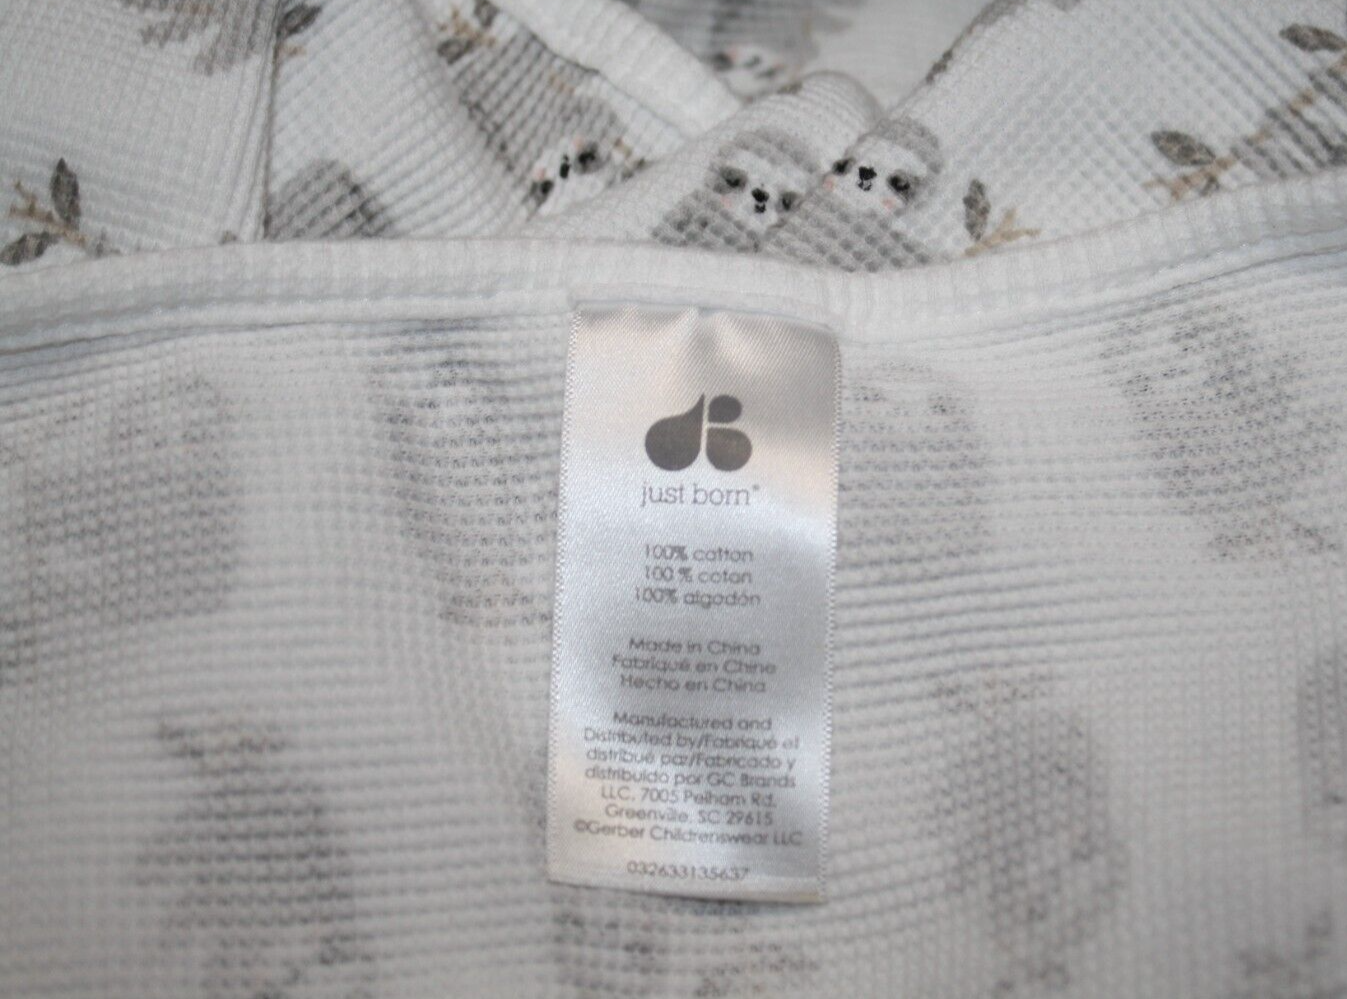 just born®
100% cotton
100 % coton
100% algodón
Made in China
Fabriqué en Chine
Hecho en China
Manufactured and
Distributed by/Fabriqué et
distribué par/Fabricado y
distribuido por GC Brands
LLC, 7005 Pelham Rd.
Greenville, SC 29615
©Gerber Childrenswear LLC
032633135637